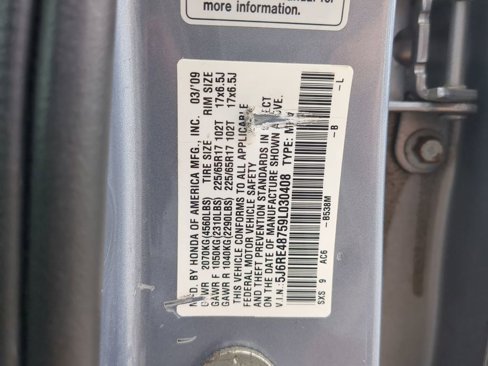 more information.
MFD. BY HONDA OF AMERICA MFG., INC. 03/'09
GVWR 2070KG(4560LBS) TIRE SIZE RIM SIZE
GAWR F 1050KG(2310LBS) 225/65R17 102T 17x6.5J
GAWR R 1040KG(2290LBS) 225/65R17 102T 17x6.5J
THIS VEHICLE CONFORMS TO ALL APPLICABLE
FEDERAL MOTOR VEHICLE SAFETY
AND THEFT PREVENTION STANDARDS IN
ON THE DATE OF MANUFACTURE SHOWN ABOVE.
V.I.N.: 5J6RE48759L030408 TYPE:
SXS 9 AC6 - B538M - B - L